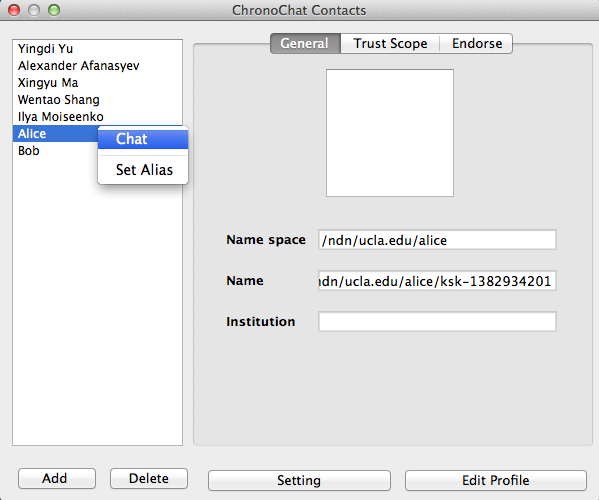 ChronoChat Contacts
Yingdi Yu
Alexander Afanasyev
Xingyu Ma
Wentao Shang
Ilya Moiseenko
Alice
Bob
Chat
Set Alias
General Trust Scope Endorse
Name space /ndn/ucla.edu/alice
Name ndn/ucla.edu/alice/ksk-1382934201
Institution
Add Delete Setting Edit Profile